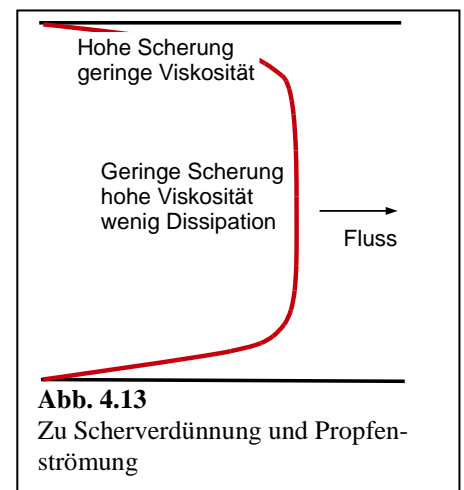 Hohe Scherung
geringe Viskosität
Geringe Scherung
hohe Viskosität
wenig Dissipation
Fluss
Abb. 4.13
Zu Scherverdünnung und Propfen-
strömung